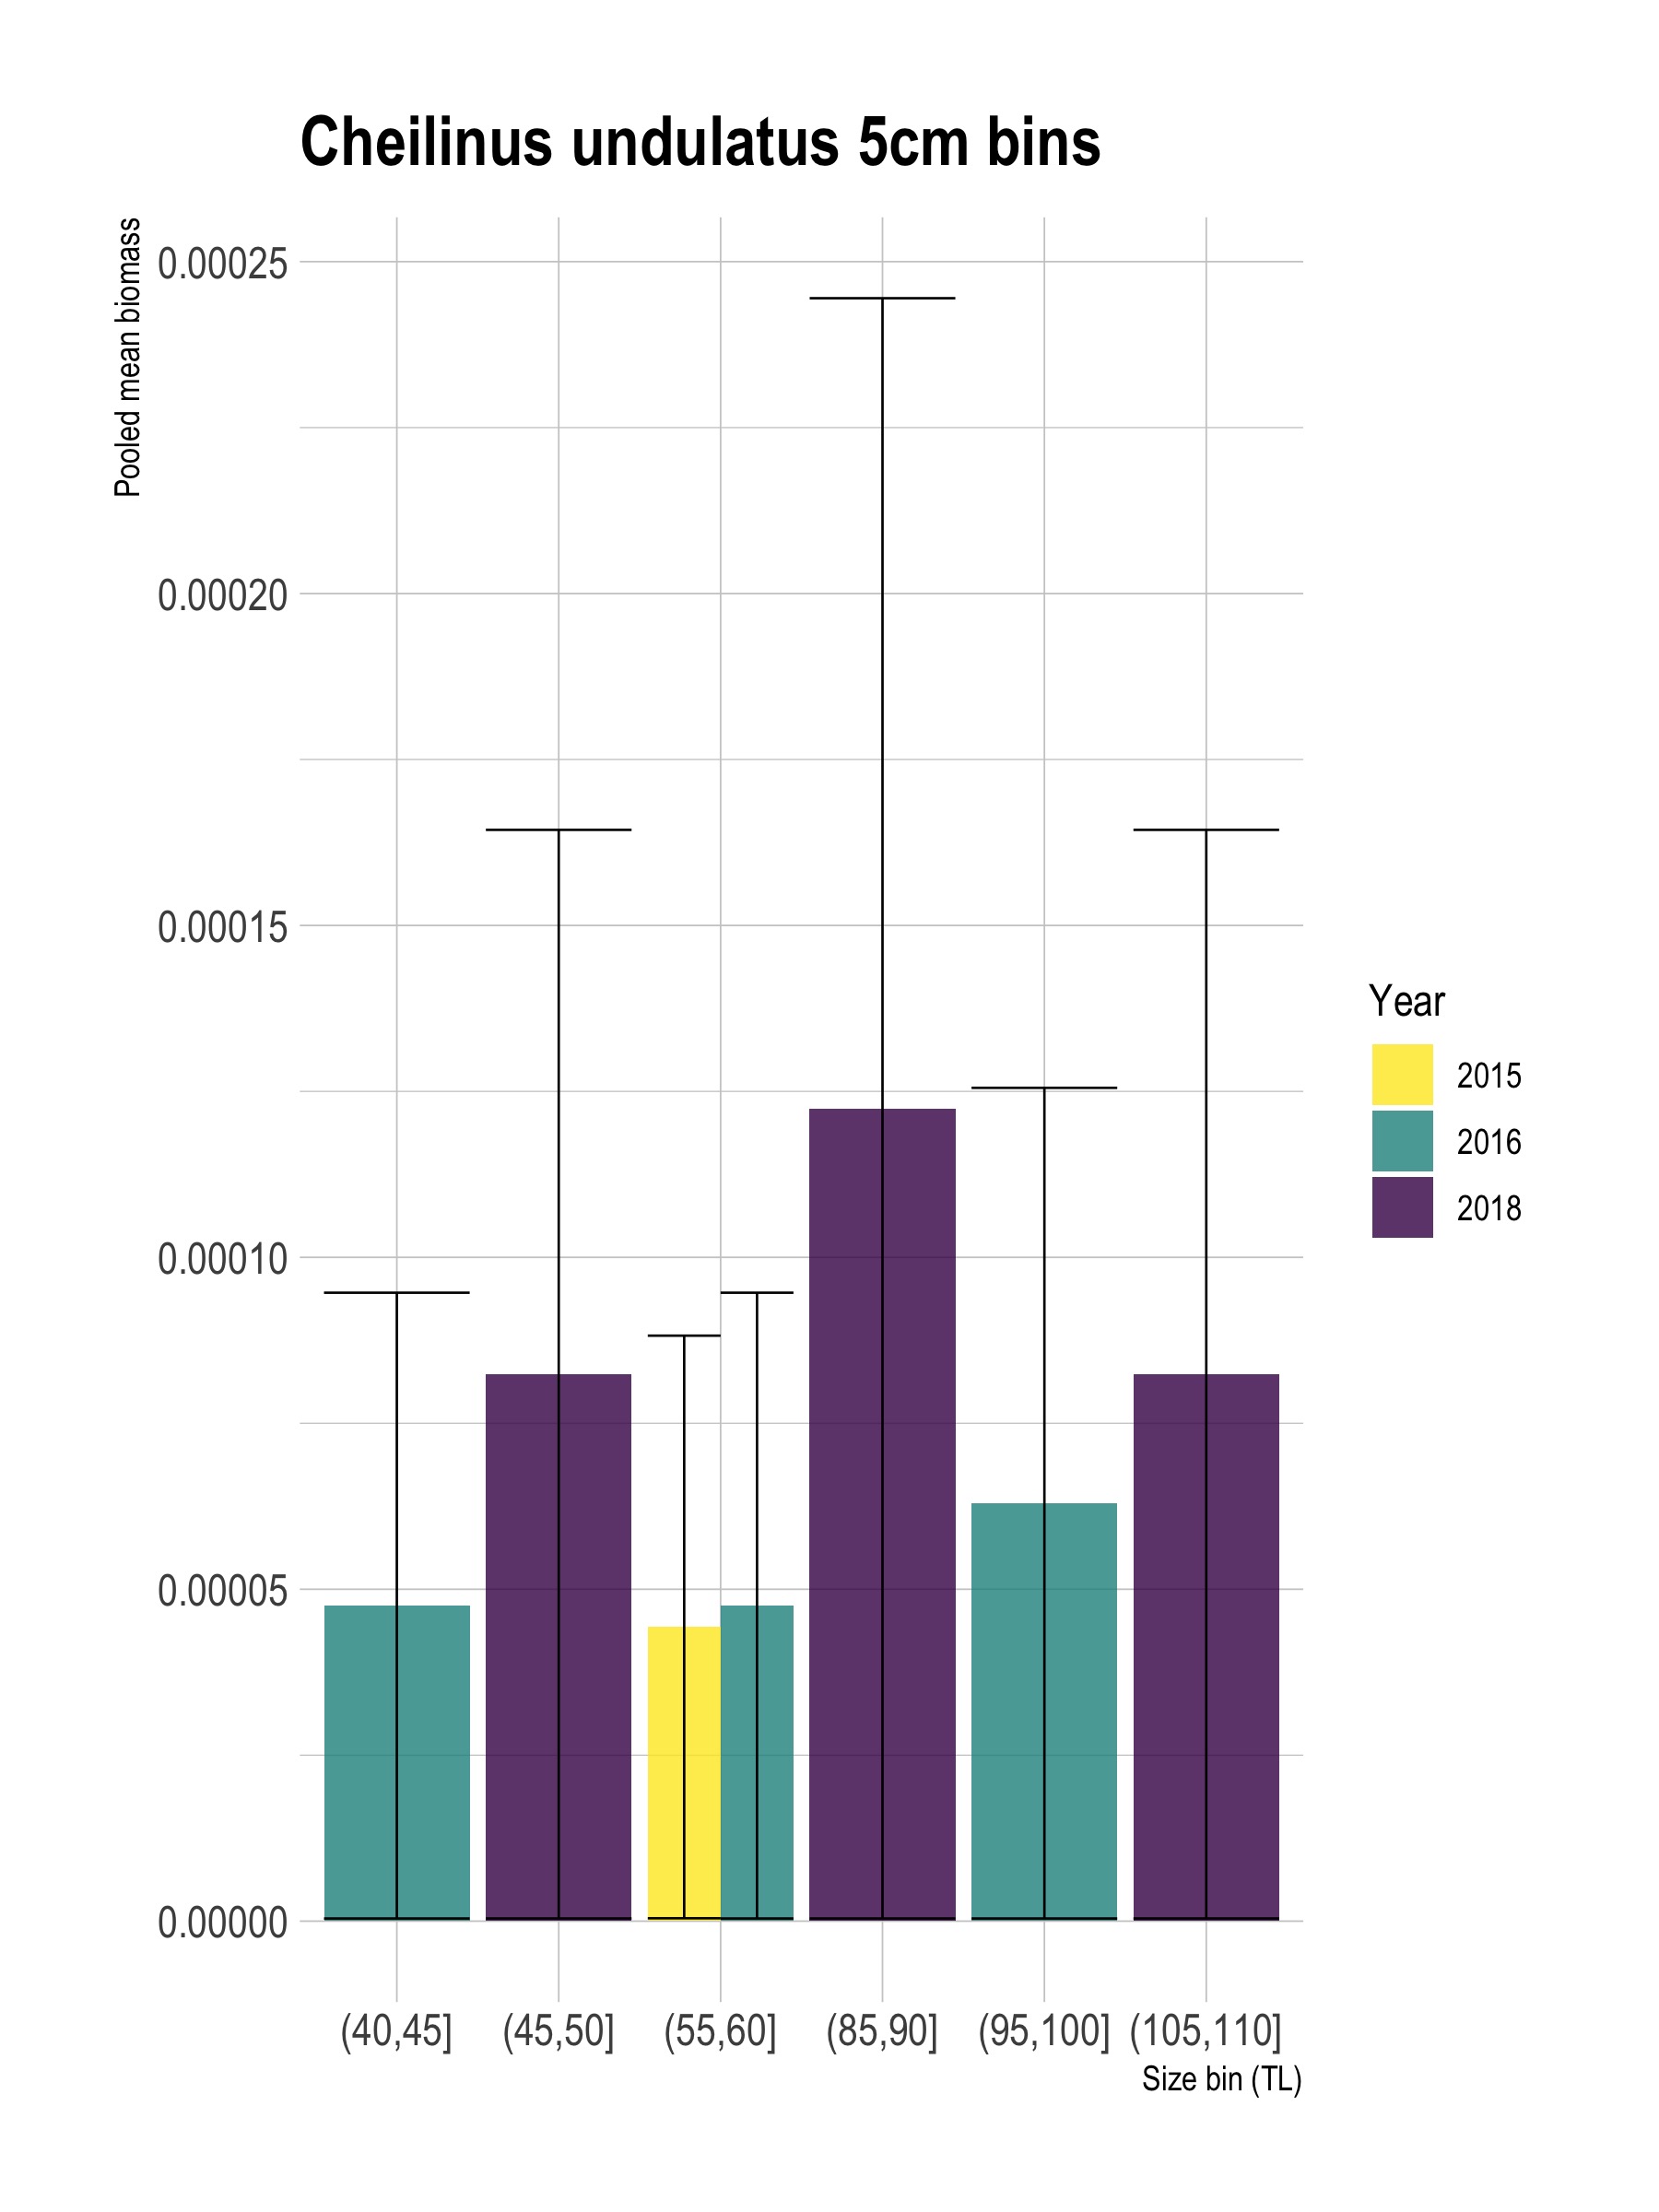 Cheilinus undulatus 5cm bins
Pooled mean biomass
0.00025
0.00020
0.00015
0.00010
0.00005
0.00000
(40,45] (45,50] (55,60] (85,90] (95,100] (105,110]
Size bin (TL)
Year
2015
2016
2018